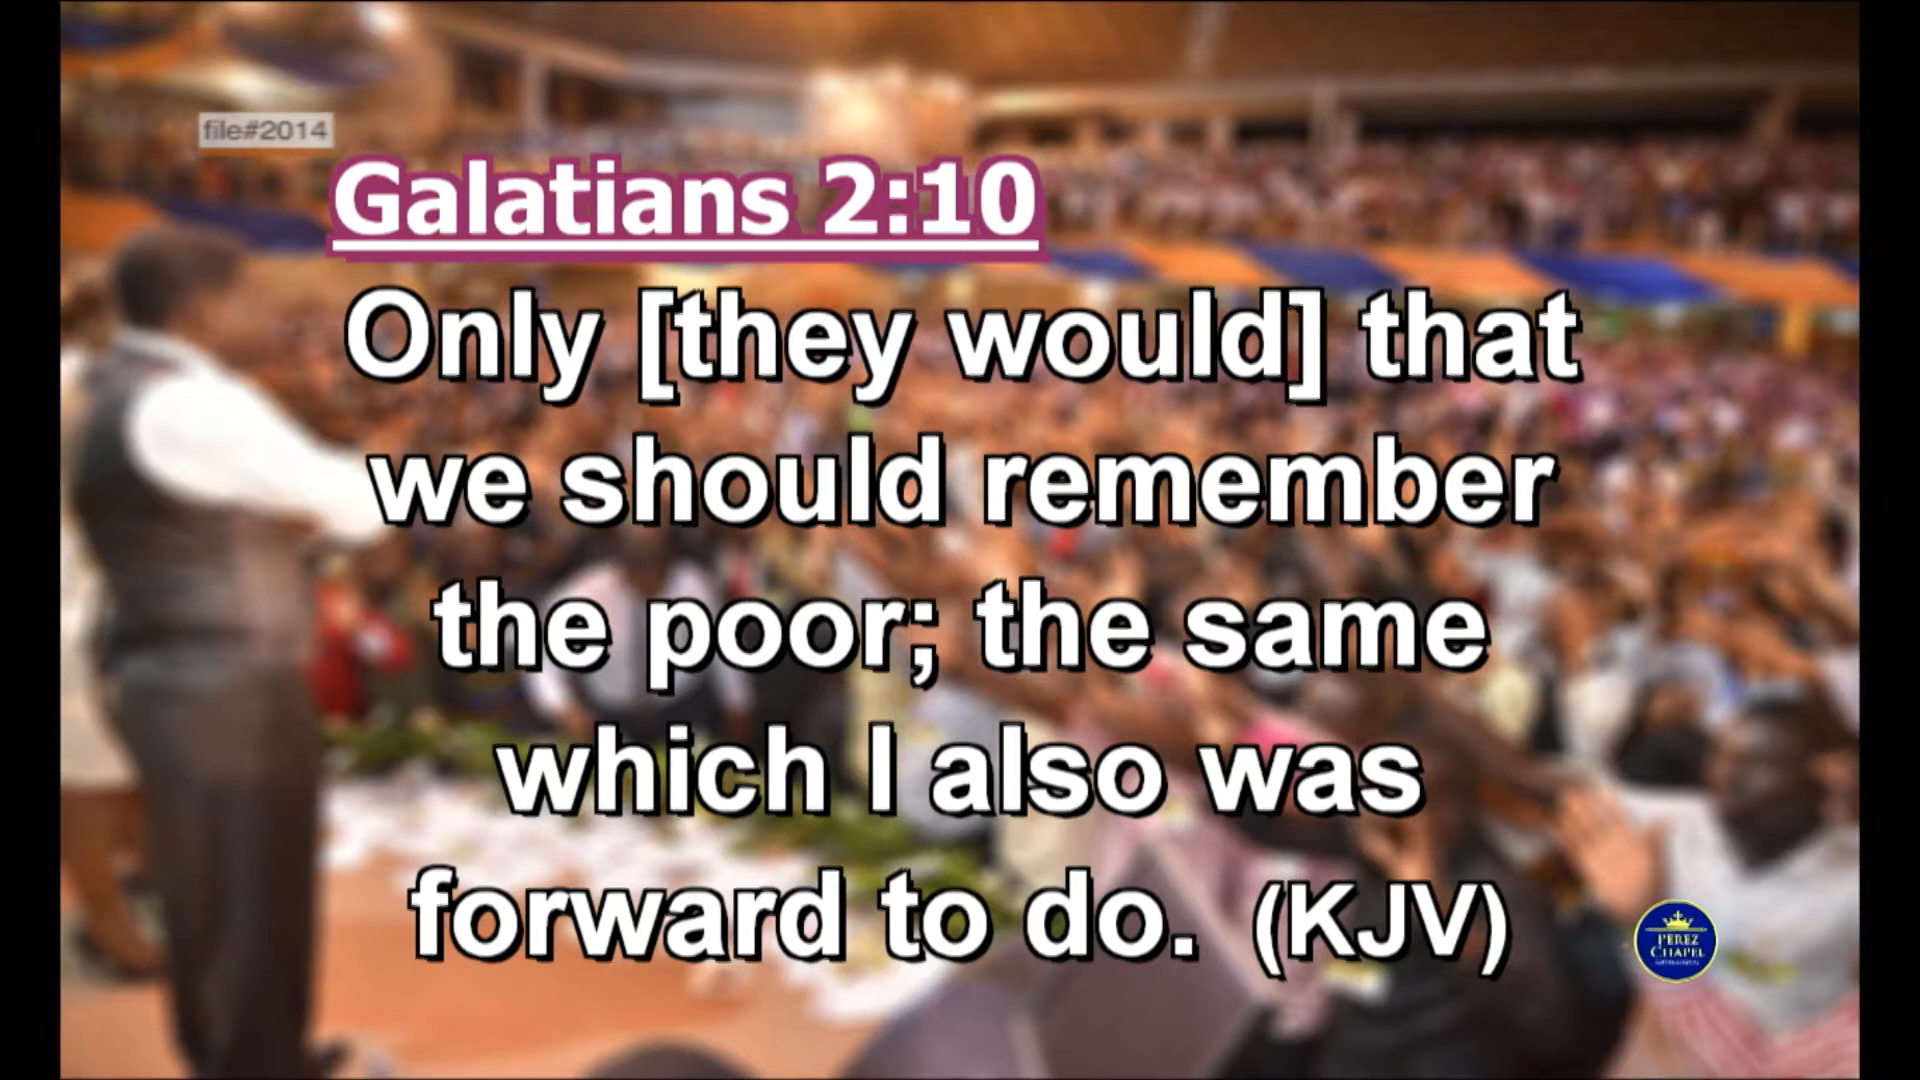 file#2014
Galatians 2:10
Only [they would] that
we should remember
the poor; the same
which I also was
forward to do. (KJV)
PEREZ
CHAPEL